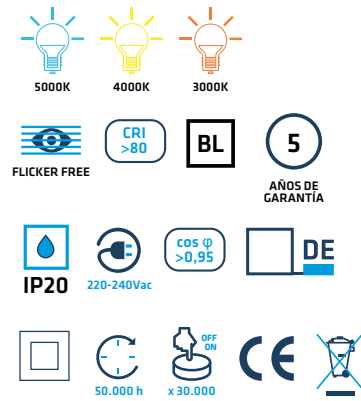 5000K 4000K 3000K
FLICKER FREE
CRI
>80
BL
5
AÑOS DE
GARANTÍA
IP20
220-240Vac
cos φ
>0,95
DE
50.000 h
OFF
ON
x 30.000
CE